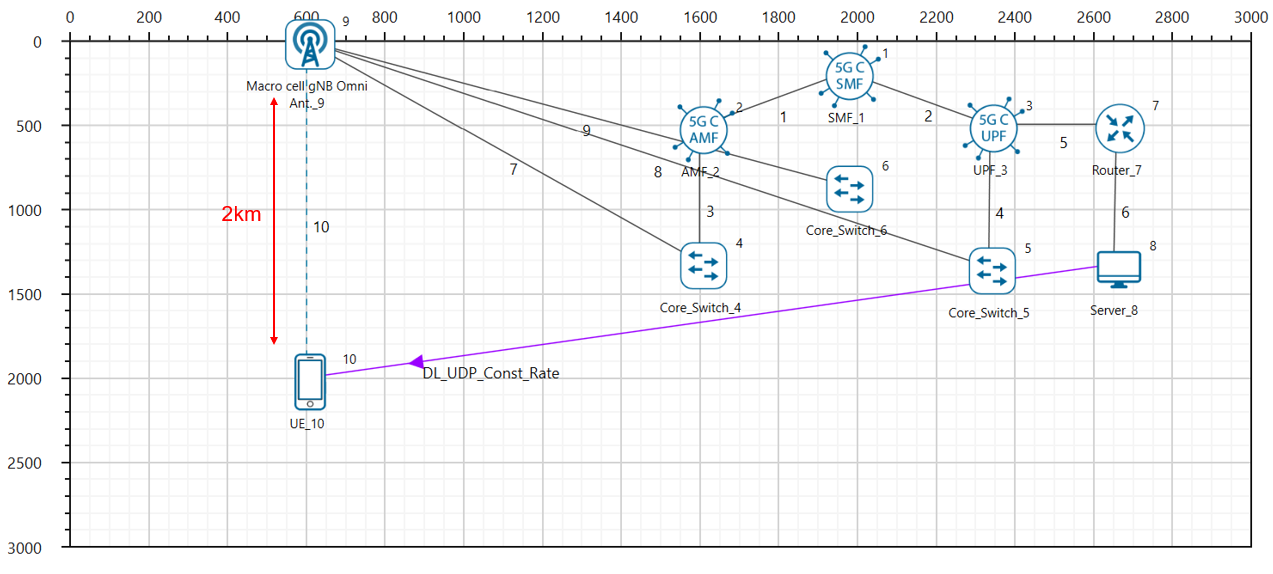 0 200 400 600 800 1000 1200 1400 1600 1800 2000 2200 2400 2600 2800 3000
0
500
1000
1500
2000
2500
3000
9
Macro cell gNB Omni
Ant._9
2km
10
10
UE_10
DL_UDP_Const_Rate
7
8
9
5G C
AMF
2
AMF_2
1
5G C
SMF
1
SMF_1
2
5G C
UPF
3
UPF_3
5
7
Router_7
6
Core_Switch_6
3
4
Core_Switch_4
4
5
Core_Switch_5
6
8
Server_8